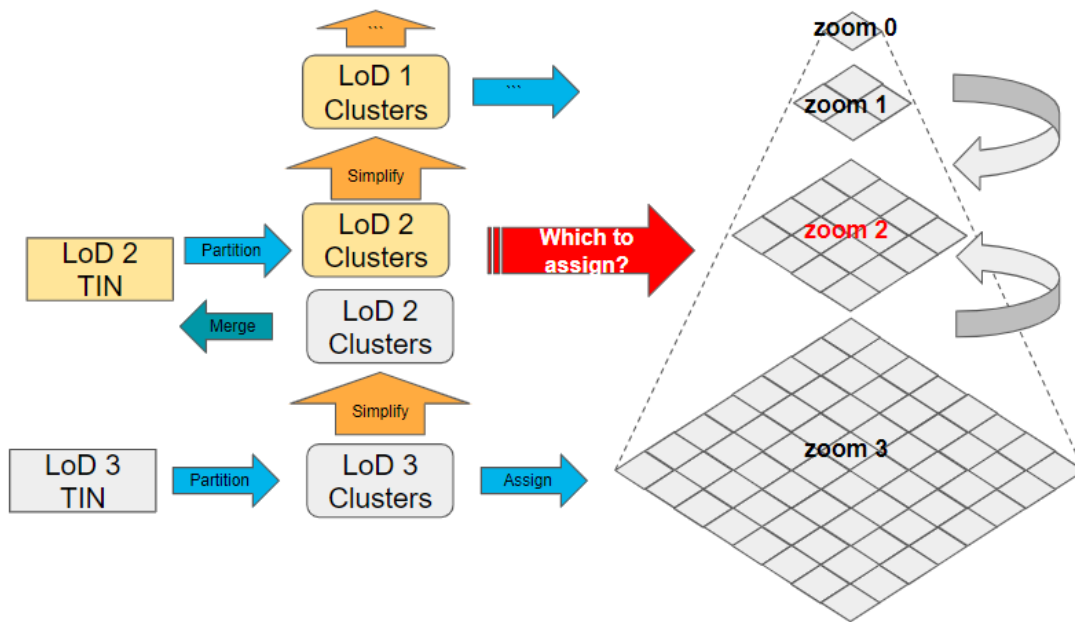 ```
LoD 1
Clusters
```
zoom 0
zoom 1
Simplify
LoD 2
TIN
Partition
LoD 2
Clusters
Which to
assign?
zoom 2
Merge
LoD 2
Clusters
Simplify
LoD 3
TIN
Partition
LoD 3
Clusters
Assign
zoom 3